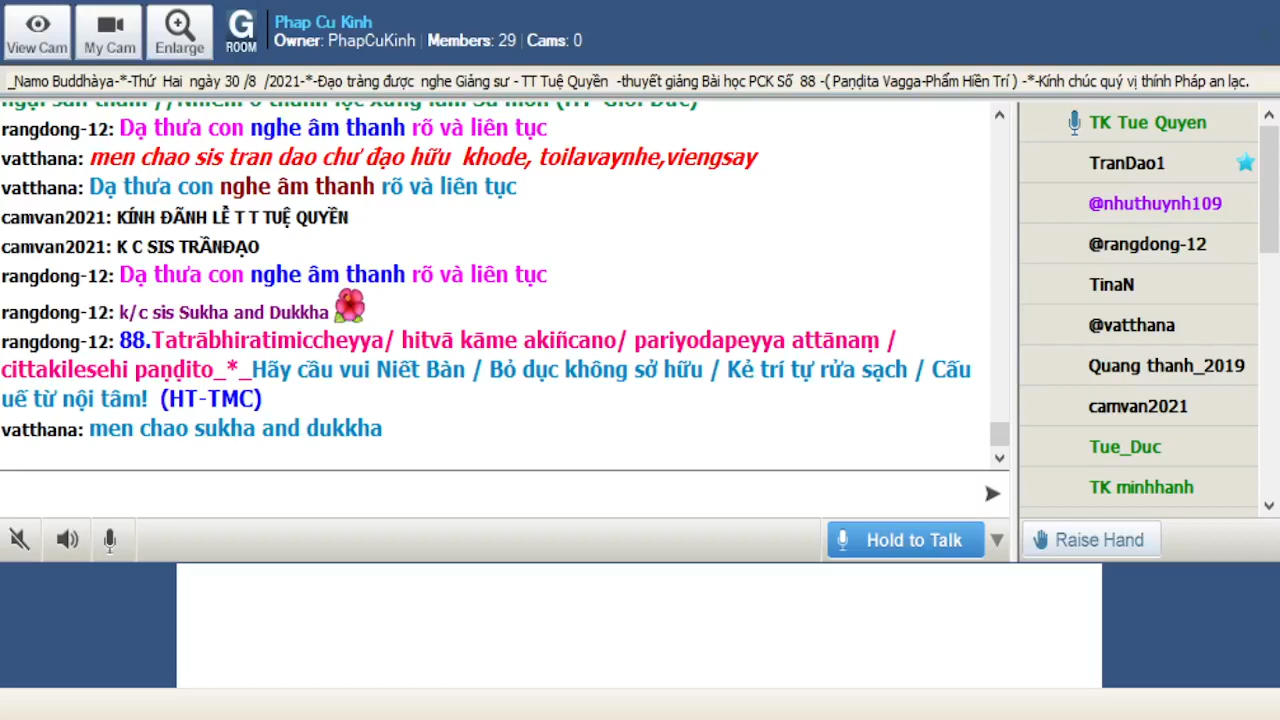 View Cam
My Cam
Enlarge
G
ROOM
Phap Cu Kinh
Owner: PhapCuKinh | Members: 29 | Cams: 0
_Namo Buddhàya-*-Thứ Hai ngày 30 /8 /2021-*-Đạo tràng được nghe Giảng sư - TT Tuệ Quyền -thuyết giảng Bài học PCK Số 88 -( Paṇḍita Vagga-Phẩm Hiền Trí ) -*-Kính chúc quý vị thính Pháp an lạc.
rangdong-12: Dạ thưa con nghe âm thanh rõ và liên tục
vatthana: men chao sis tran dao chư đạo hữu khode, toilavaynhe,viengsay
vatthana: Dạ thưa con nghe âm thanh rõ và liên tục
camvan2021: KÍNH ĐÃNH LỄ T T TUỆ QUYỀN
camvan2021: K C SIS TRẦNĐẠO
rangdong-12: Dạ thưa con nghe âm thanh rõ và liên tục
rangdong-12: k/c sis Sukha and Dukkha
rangdong-12: 88.Tatrābhiratimiccheyya/ hitvā kāme akiñcano/ pariyodapeyya attānaṃ /
cittakilesehi paṇḍito_*_Hãy cầu vui Niết Bàn / Bỏ dục không sở hữu / Kẻ trí tự rửa sạch / Cấu
uế từ nội tâm! (HT-TMC)
vatthana: men chao sukha and dukkha
TK Tue Quyen
TranDao1
@nhuthuynh109
@rangdong-12
TinaN
@vatthana
Quang thanh_2019
camvan2021
Tue_Duc
TK minhhanh
Hold to Talk
Raise Hand